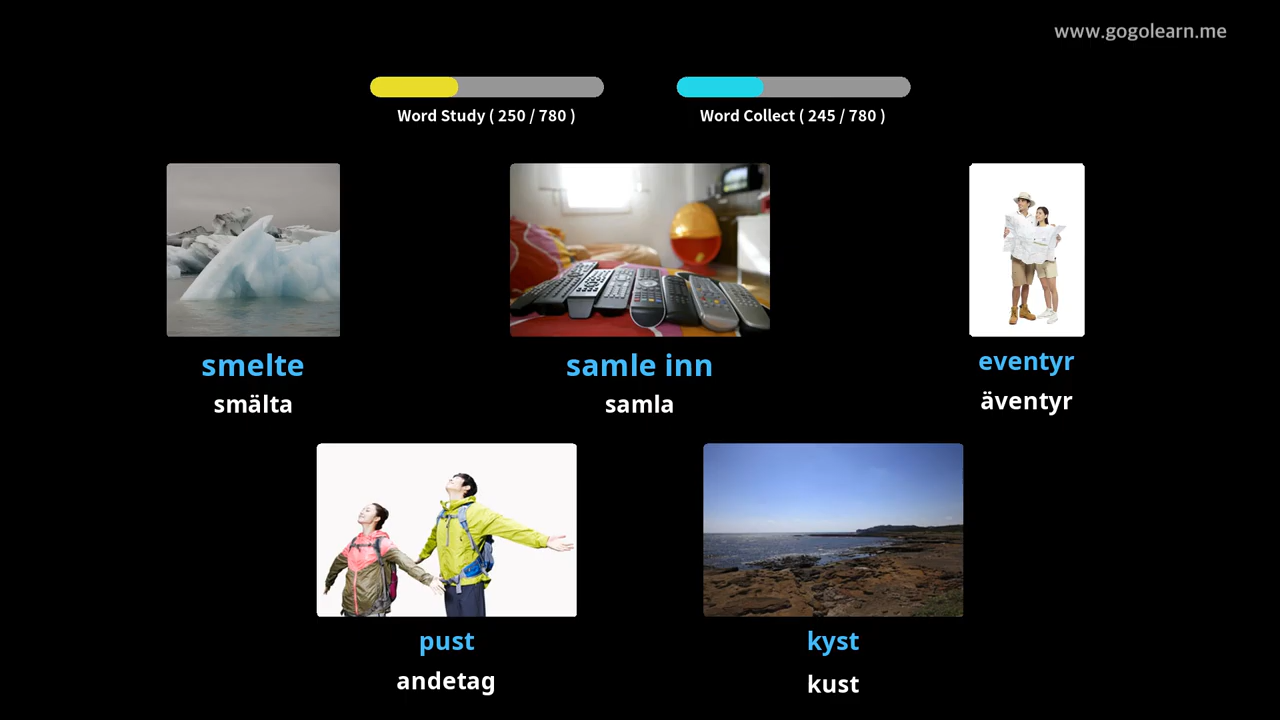 www.gogolearn.me
Word Study ( 250 / 780 )
Word Collect ( 245 / 780 )
smelte
smälta
samle inn
samla
eventyr
äventyr
pust
andetag
kyst
kust